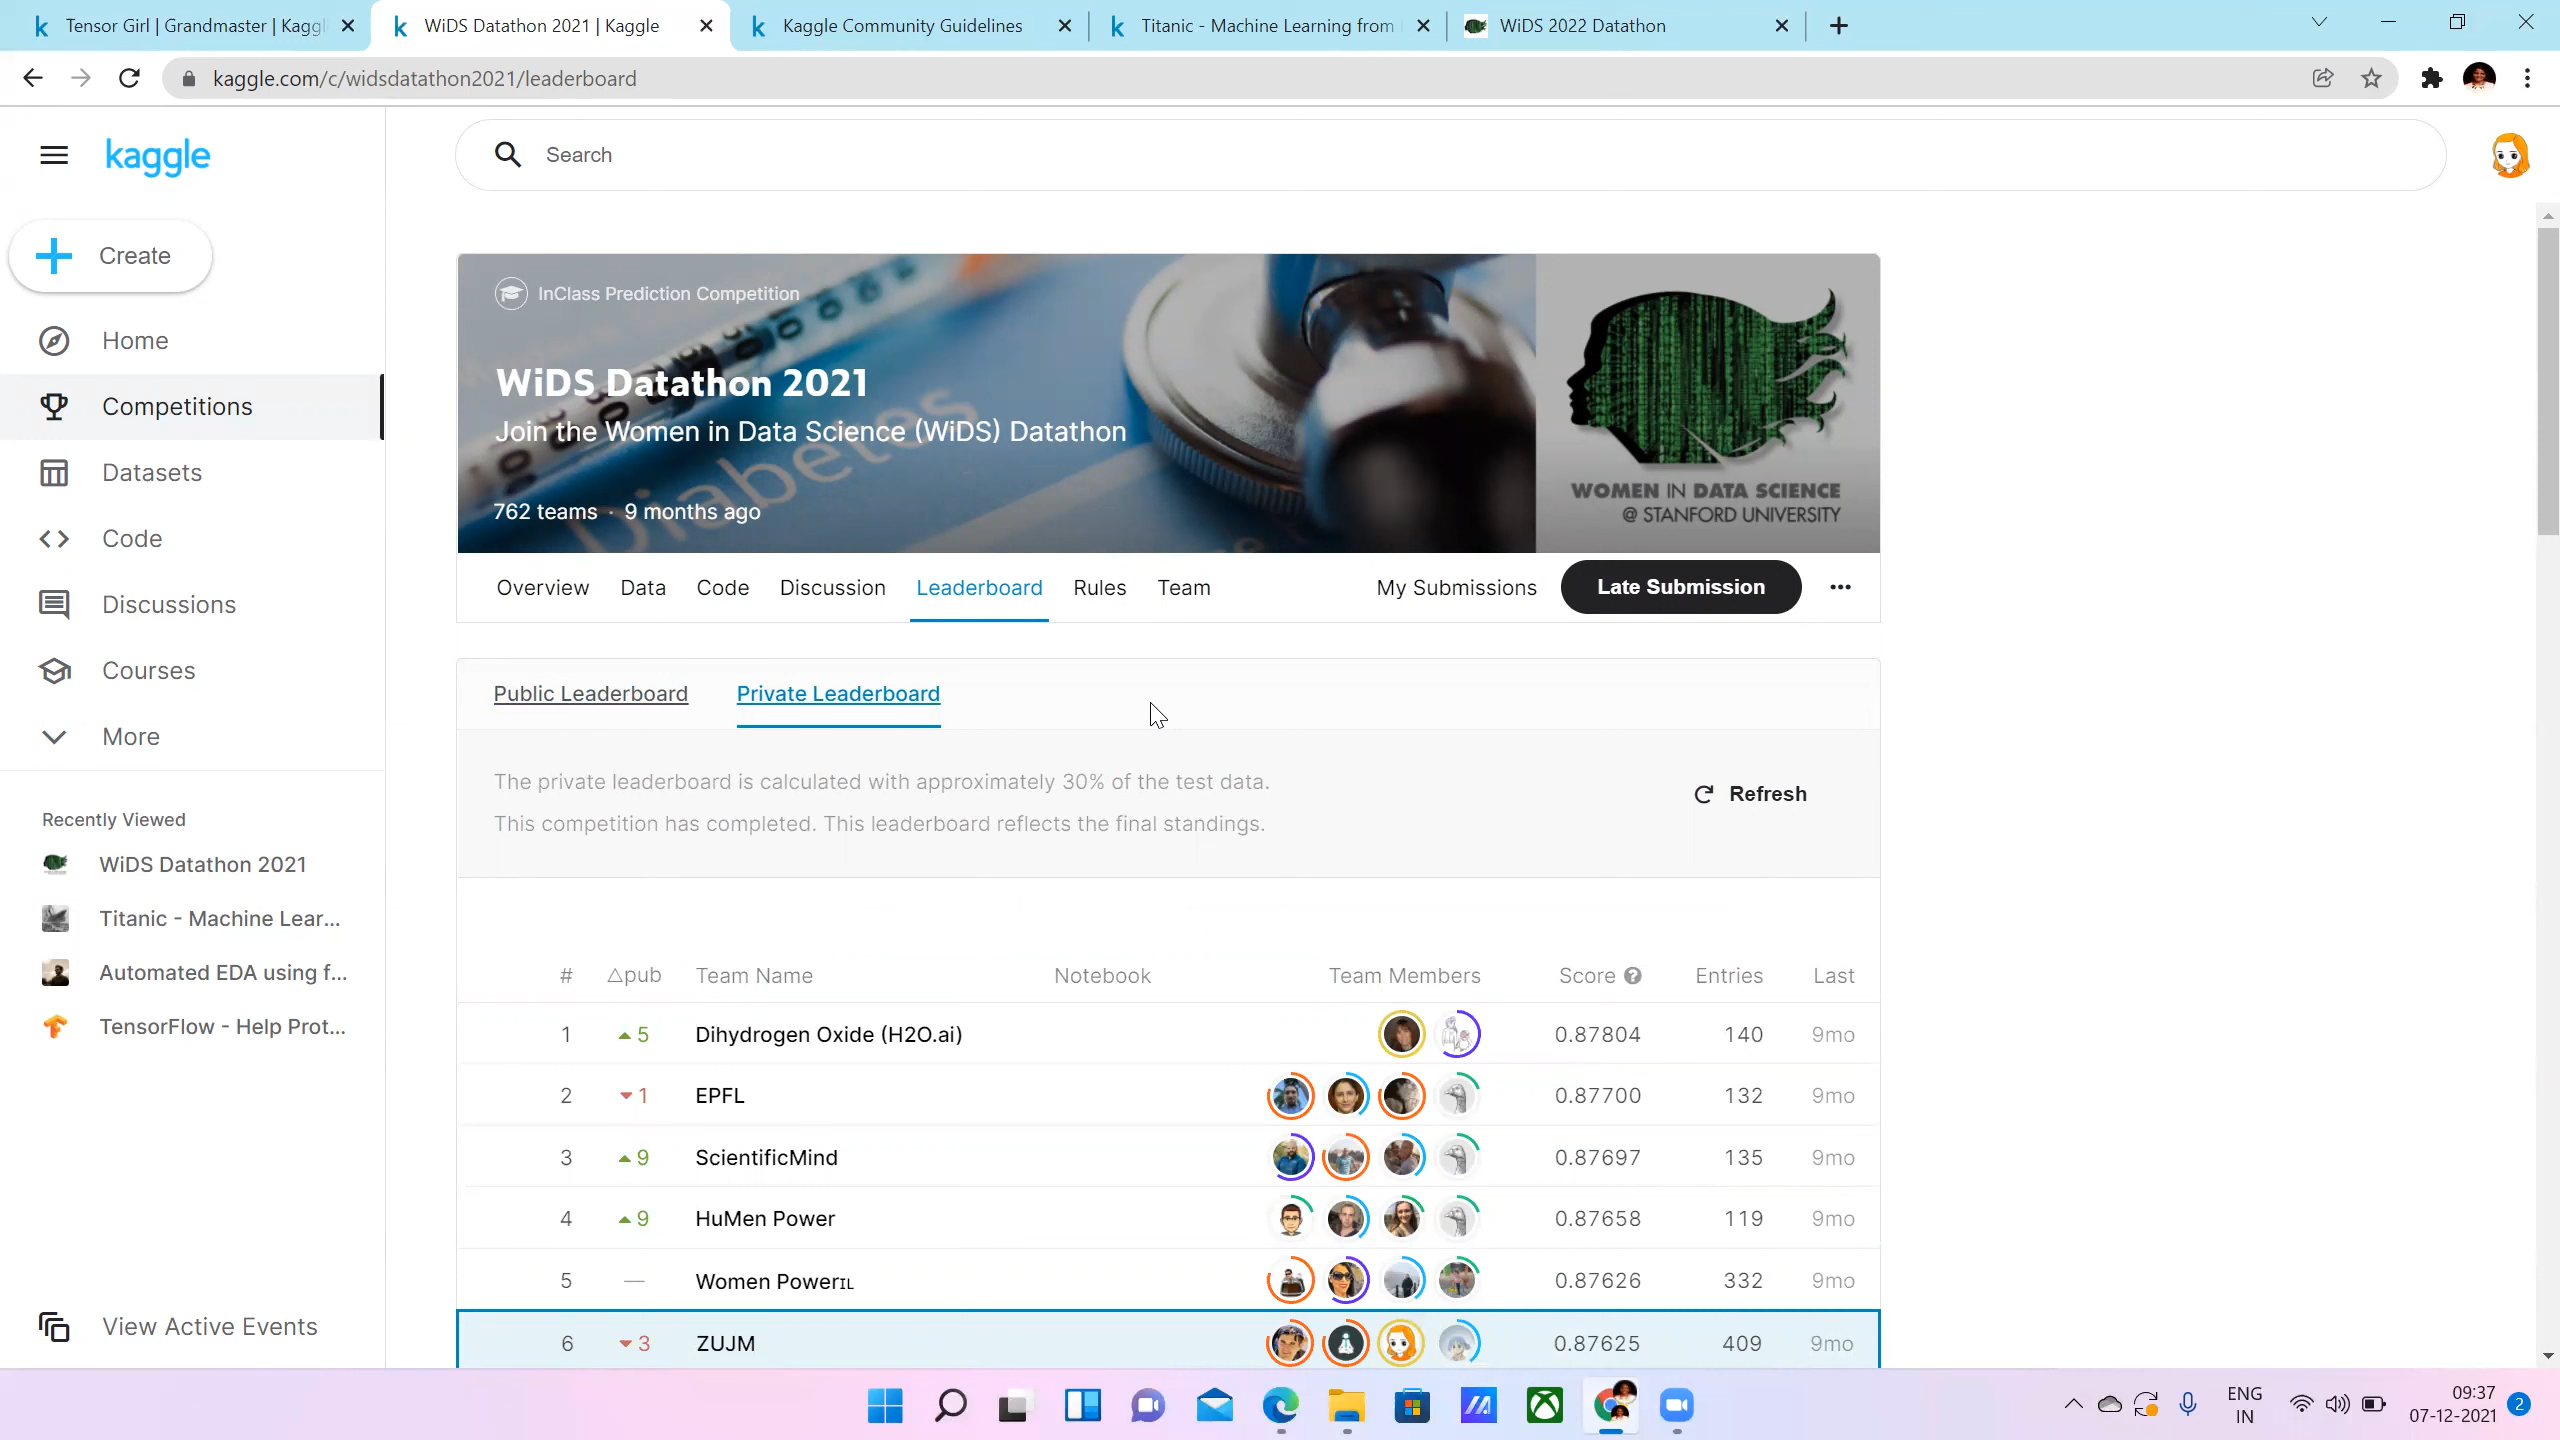 Tensor Girl | Grandmaster | Kaggl
WiDS Datathon 2021 | Kaggle
Kaggle Community Guidelines
Titanic - Machine Learning from
WiDS 2022 Datathon
kaggle.com/c/widsdatathon2021/leaderboard
kaggle
Search
Create
Home
Competitions
Datasets
Code
Discussions
Courses
More
Recently Viewed
WiDS Datathon 2021
Titanic - Machine Lear...
Automated EDA using f...
TensorFlow - Help Prot...
View Active Events
InClass Prediction Competition
WiDS Datathon 2021
Join the Women in Data Science (WiDS) Datathon
Diabetes
762 teams · 9 months ago
WOMEN IN DATA SCIENCE
@ STANFORD UNIVERSITY
Overview Data Code Discussion Leaderboard Rules Team My Submissions Late Submission
Public Leaderboard Private Leaderboard
The private leaderboard is calculated with approximately 30% of the test data.
This competition has completed. This leaderboard reflects the final standings.
Refresh
# △pub Team Name Notebook Team Members Score Entries Last
1 5 Dihydrogen Oxide (H2O.ai) 0.87804 140 9mo
2 1 EPFL 0.87700 132 9mo
3 9 ScientificMind 0.87697 135 9mo
4 9 HuMen Power 0.87658 119 9mo
5 — Women Powerɪʟ 0.87626 332 9mo
6 3 ZUJM 0.87625 409 9mo
ENG
IN
09:37
07-12-2021
2